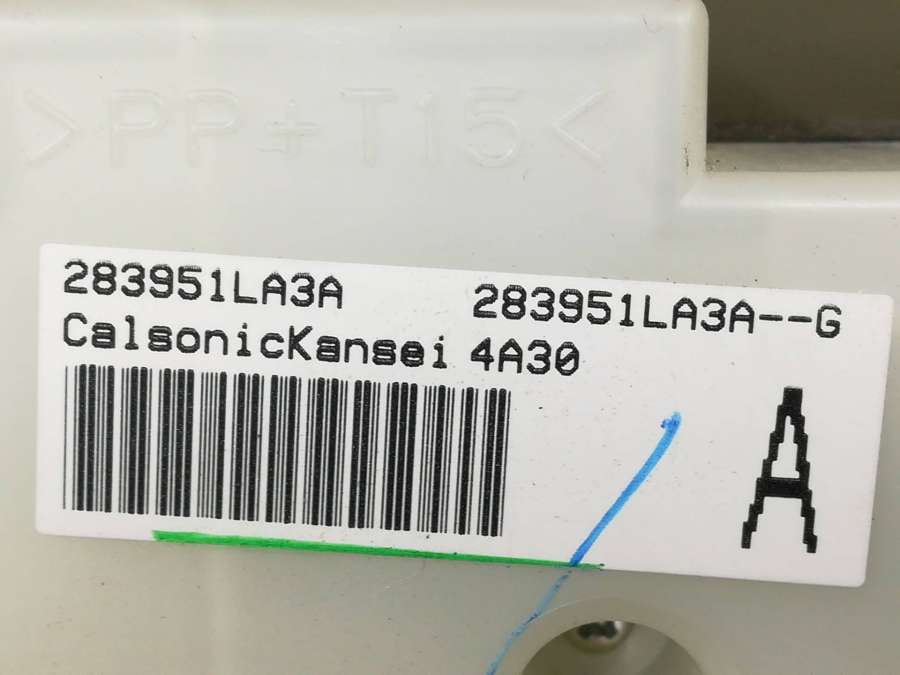 >PP+T15<
283951LA3A 283951LA3A--G
CalsonicKansei 4A30
A